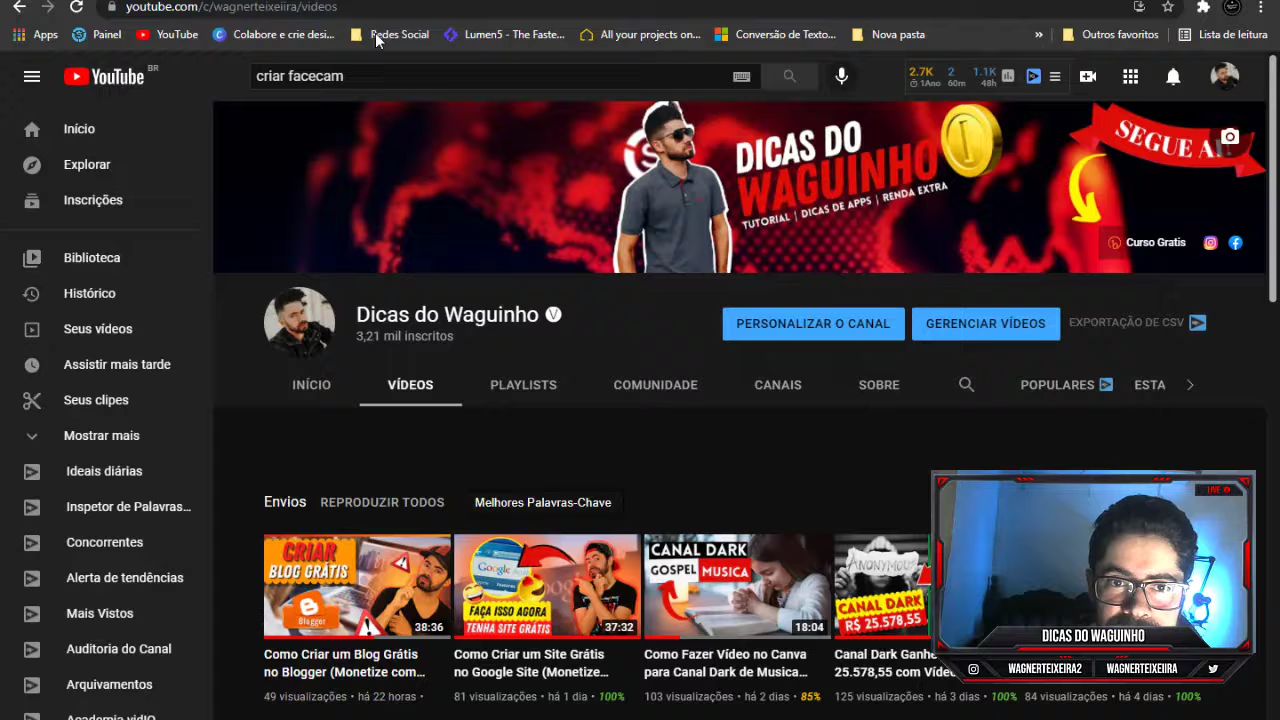 youtube.com/c/wagnerteixeiira/videos
Apps
Painel
YouTube
Colabore e crie desi...
Redes Social
Lumen5 - The Faste...
All your projects on...
Conversão de Texto...
Nova pasta
»
Outros favoritos
Lista de leitura
YouTube BR
criar facecam
2.7K 2 1.1K
1Ano 60m 48h
Início
Explorar
Inscrições
Biblioteca
Histórico
Seus vídeos
Assistir mais tarde
Seus clipes
Mostrar mais
Ideais diárias
Inspetor de Palavras...
Concorrentes
Alerta de tendências
Mais Vistos
Auditoria do Canal
Arquivamentos
Academia vidIQ
DICAS DO
WAGUINHO
TUTORIAL | DICAS DE APPS | RENDA EXTRA
Curso Gratis
Dicas do Waguinho
3,21 mil inscritos
PERSONALIZAR O CANAL
GERENCIAR VÍDEOS
EXPORTAÇÃO DE CSV
INÍCIO
VÍDEOS
PLAYLISTS
COMUNIDADE
CANAIS
SOBRE
POPULARES
ESTA
Envios
REPRODUZIR TODOS
Melhores Palavras-Chave
CRIAR
BLOG GRÁTIS
Blogger
38:36
Google
FAÇA ISSO AGORA
TENHA SITE GRÁTIS
37:32
CANAL DARK
GOSPEL MUSICA
18:04
ANONYMOUS
CANAL DARK
R$ 25.578,55
Como Criar um Blog Grátis
no Blogger (Monetize com...
49 visualizações • há 22 horas •
Como Criar um Site Grátis
no Google Site (Monetize...
81 visualizações • há 1 dia • 100%
Como Fazer Vídeo no Canva
para Canal Dark de Musica...
103 visualizações • há 2 dias • 85%
Canal Dark Ganhe
25.578,55 com Víde
125 visualizações • há 3 dias • 100%
84 visualizações • há 4 dias • 100%
LIVE
DICAS DO WAGUINHO
WAGNERTEIXEIRA2
WAGNERTEIXEIIRA